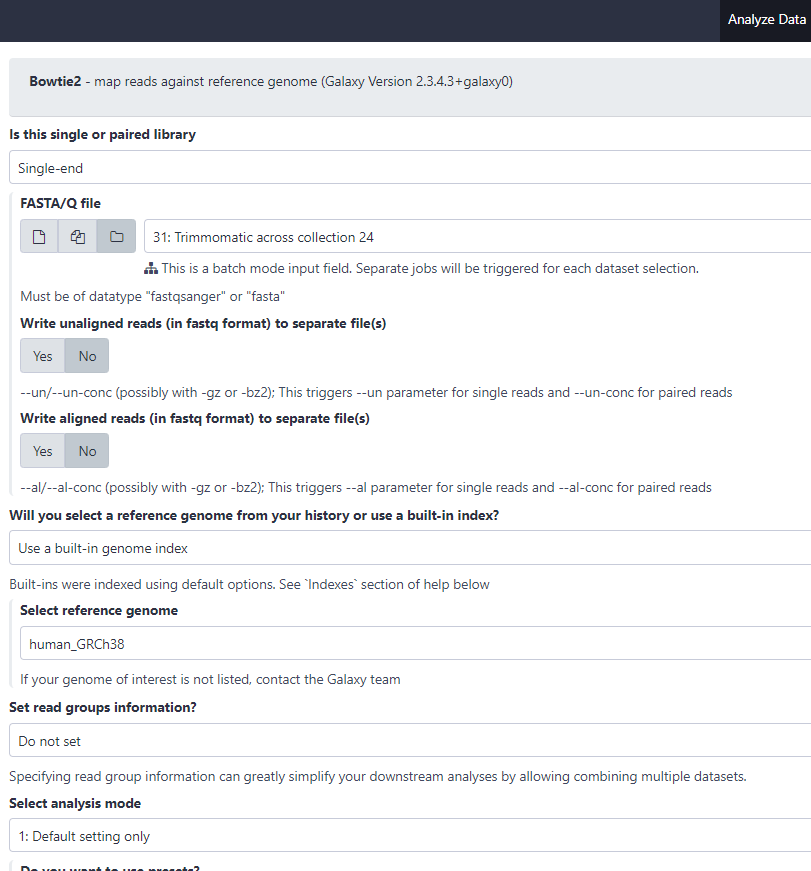 Analyze Data
Bowtie2 - map reads against reference genome (Galaxy Version 2.3.4.3+galaxy0)
Is this single or paired library
Single-end
FASTA/Q file
31: Trimmomatic across collection 24
This is a batch mode input field. Separate jobs will be triggered for each dataset selection.
Must be of datatype "fastqsanger" or "fasta"
Write unaligned reads (in fastq format) to separate file(s)
Yes No
--un/--un-conc (possibly with -gz or -bz2); This triggers --un parameter for single reads and --un-conc for paired reads
Write aligned reads (in fastq format) to separate file(s)
Yes No
--al/--al-conc (possibly with -gz or -bz2); This triggers --al parameter for single reads and --al-conc for paired reads
Will you select a reference genome from your history or use a built-in index?
Use a built-in genome index
Built-ins were indexed using default options. See `Indexes` section of help below
Select reference genome
human_GRCh38
If your genome of interest is not listed, contact the Galaxy team
Set read groups information?
Do not set
Specifying read group information can greatly simplify your downstream analyses by allowing combining multiple datasets.
Select analysis mode
1: Default setting only
Do you want to use presets?